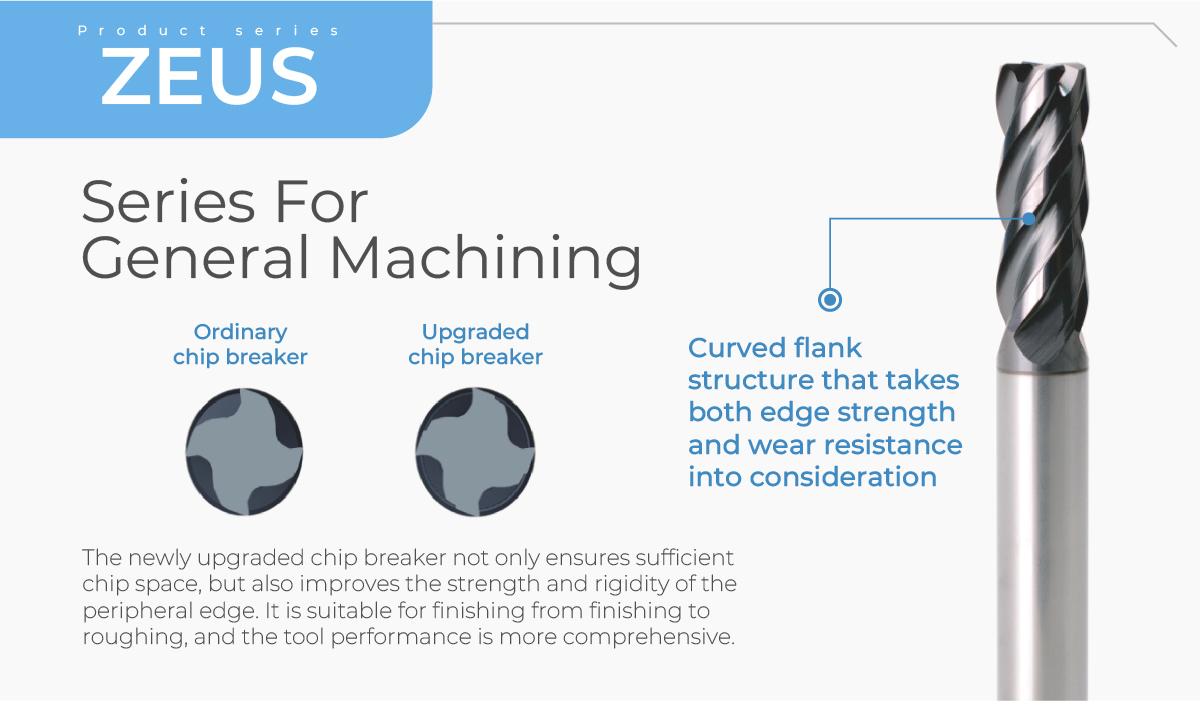 Product series
ZEUS
Series For
General Machining
Ordinary
chip breaker
Upgraded
chip breaker
Curved flank
structure that takes
both edge strength
and wear resistance
into consideration
The newly upgraded chip breaker not only ensures sufficient
chip space, but also improves the strength and rigidity of the
peripheral edge. It is suitable for finishing from finishing to
roughing, and the tool performance is more comprehensive.